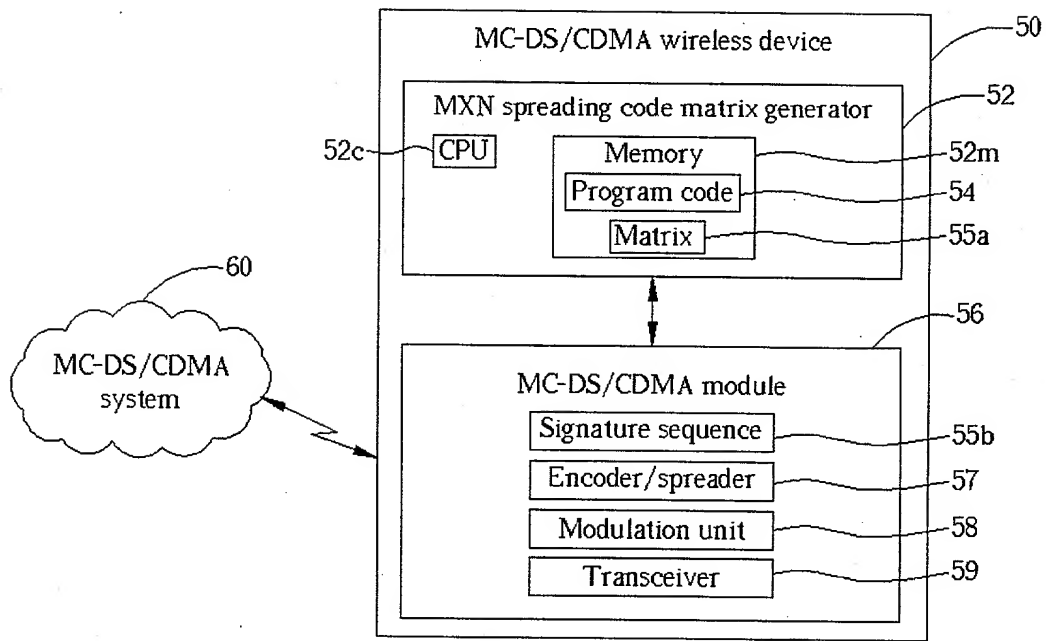 MC-DS/CDMA wireless device
50
MXN spreading code matrix generator
52
52c
CPU
Memory
52m
Program code
54
Matrix
55a
60
MC-DS/CDMA
system
56
MC-DS/CDMA module
Signature sequence
55b
Encoder/spreader
57
Modulation unit
58
Transceiver
59